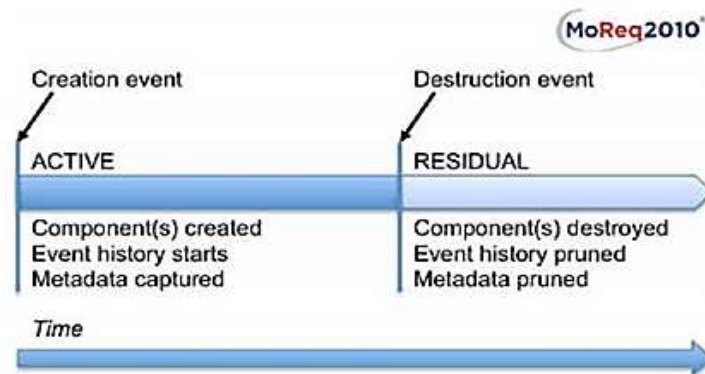 MoReq2010®
Creation event
Destruction event
ACTIVE
RESIDUAL
Component(s) created
Event history starts
Metadata captured
Component(s) destroyed
Event history pruned
Metadata pruned
Time